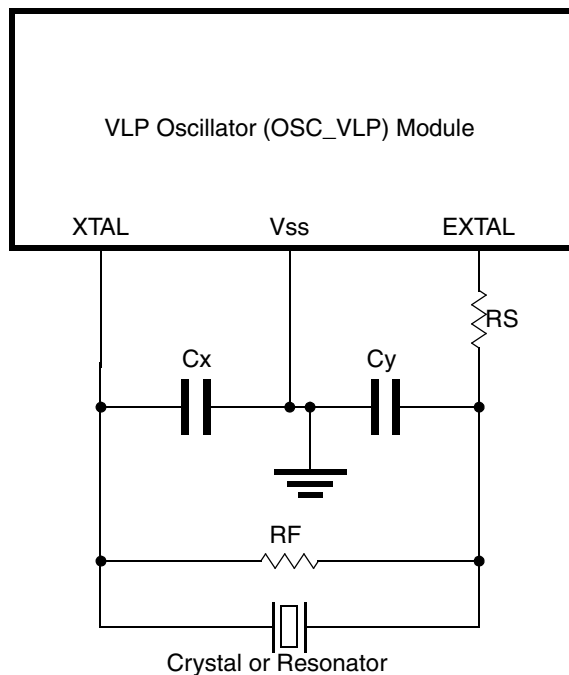 VLP Oscillator (OSC_VLP) Module
XTAL Vss EXTAL
RS
Cx Cy
RF
Crystal or Resonator